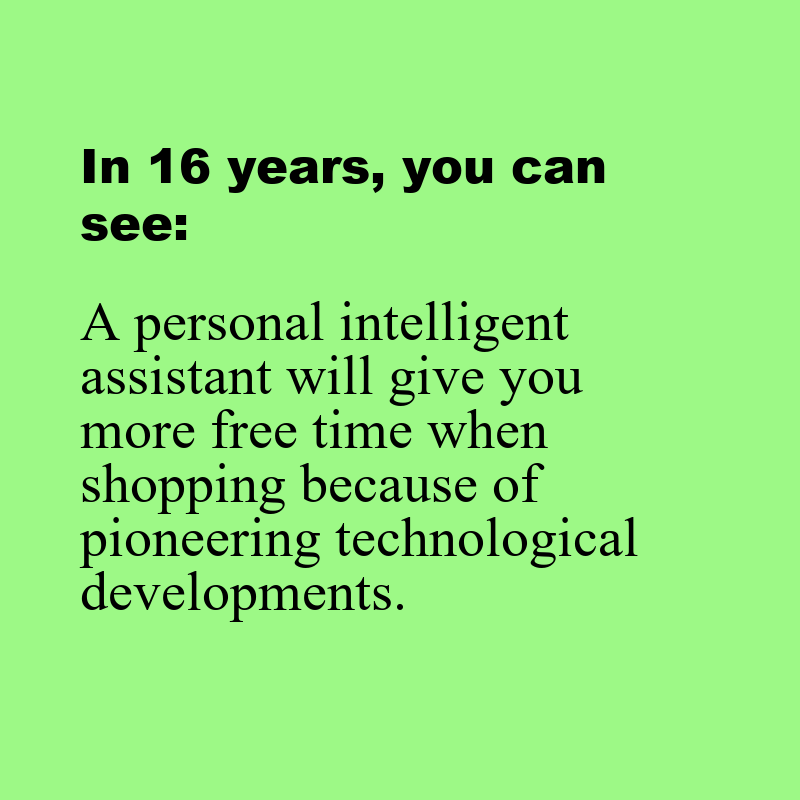 In 16 years, you can
see:
A personal intelligent
assistant will give you
more free time when
shopping because of
pioneering technological
developments.